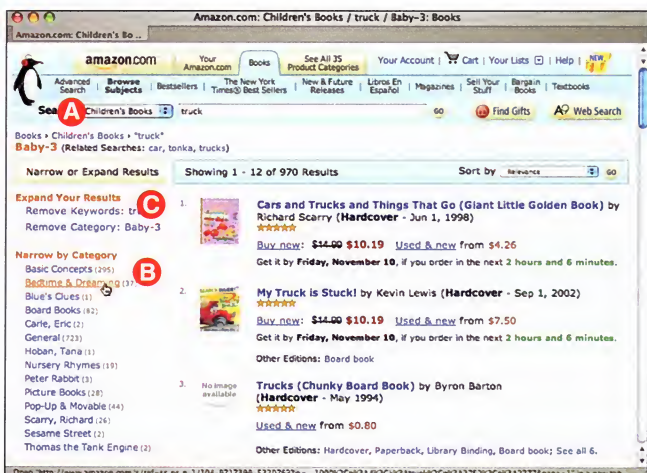 Amazon.com: Children's Books / truck / Baby-3: Books
Amazon.com: Children's Bo ..
amazon.com
Your Amazon.com
Books
See All 35 Product Categories
Your Account | Cart | Your Lists | Help | NEW
Advanced Search | Browse Subjects | Bestsellers | The New York Times® Best Sellers | New & Future Releases | Libros En Español | Magazines | Sell Your Stuff | Bargain Books | Textbooks
A
Children's Books
truck
GO
Find Gifts
A9 Web Search
Books › Children's Books › "truck"
Baby-3 (Related Searches: car, tonka, trucks)
Narrow or Expand Results
Showing 1 - 12 of 970 Results
Sort by Relevance GO
Expand Your Results
C
Remove Keywords:
Remove Category: Baby-3
Narrow by Category
B
Basic Concepts (295)
Bedtime & Dreaming
Blue's Clues (1)
Board Books (82)
Carle, Eric (2)
General (723)
Hoban, Tana (1)
Nursery Rhymes (19)
Peter Rabbit (3)
Picture Books (28)
Pop-Up & Movable (44)
Scarry, Richard (26)
Sesame Street (2)
Thomas the Tank Engine (2)
1.
Cars and Trucks and Things That Go (Giant Little Golden Book) by
Richard Scarry (Hardcover - Jun 1, 1998)
Buy new: $14.99 $10.19 Used & new from $4.26
Get it by Friday, November 10, if you order in the next 2 hours and 6 minutes.
2.
My Truck is Stuck! by Kevin Lewis (Hardcover - Sep 1, 2002)
Buy new: $14.99 $10.19 Used & new from $7.50
Get it by Friday, November 10, if you order in the next 2 hours and 6 minutes.
Other Editions: Board book
3.
No image
available
Trucks (Chunky Board Book) by Byron Barton
(Hardcover - May 1994)
Used & new from $0.80
Other Editions: Hardcover, Paperback, Library Binding, Board book; See all 6.